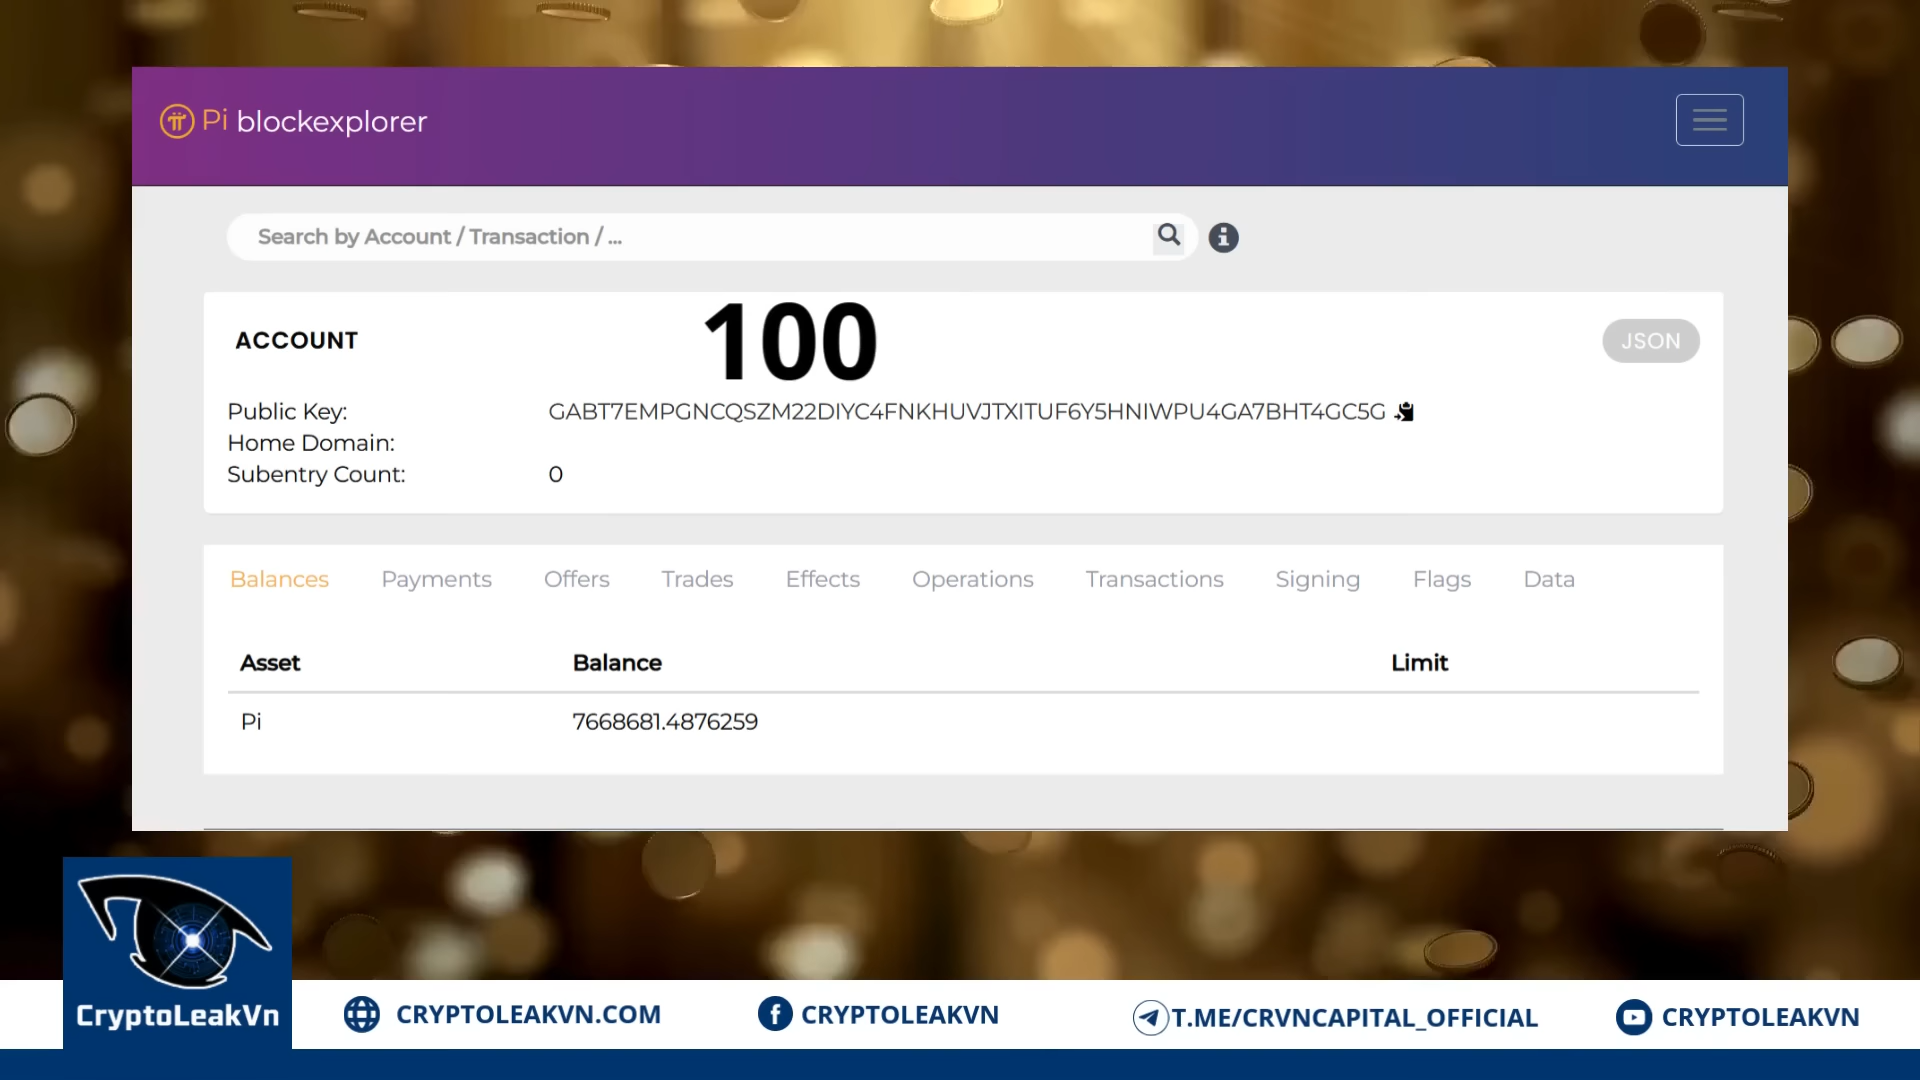 Pi blockexplorer
Search by Account / Transaction / ...
ACCOUNT
100
JSON
Public Key: GABT7EMPGNCQSZM22DIYC4FNKHUVJTXITUF6Y5HNIWPU4GA7BHT4GC5G
Home Domain:
Subentry Count: 0
Balances Payments Offers Trades Effects Operations Transactions Signing Flags Data
Asset Balance Limit
Pi 7668681.4876259
CryptoLeakVn
CRYPTOLEAKVN.COM
CRYPTOLEAKVN
T.ME/CRVNCAPITAL_OFFICIAL
CRYPTOLEAKVN